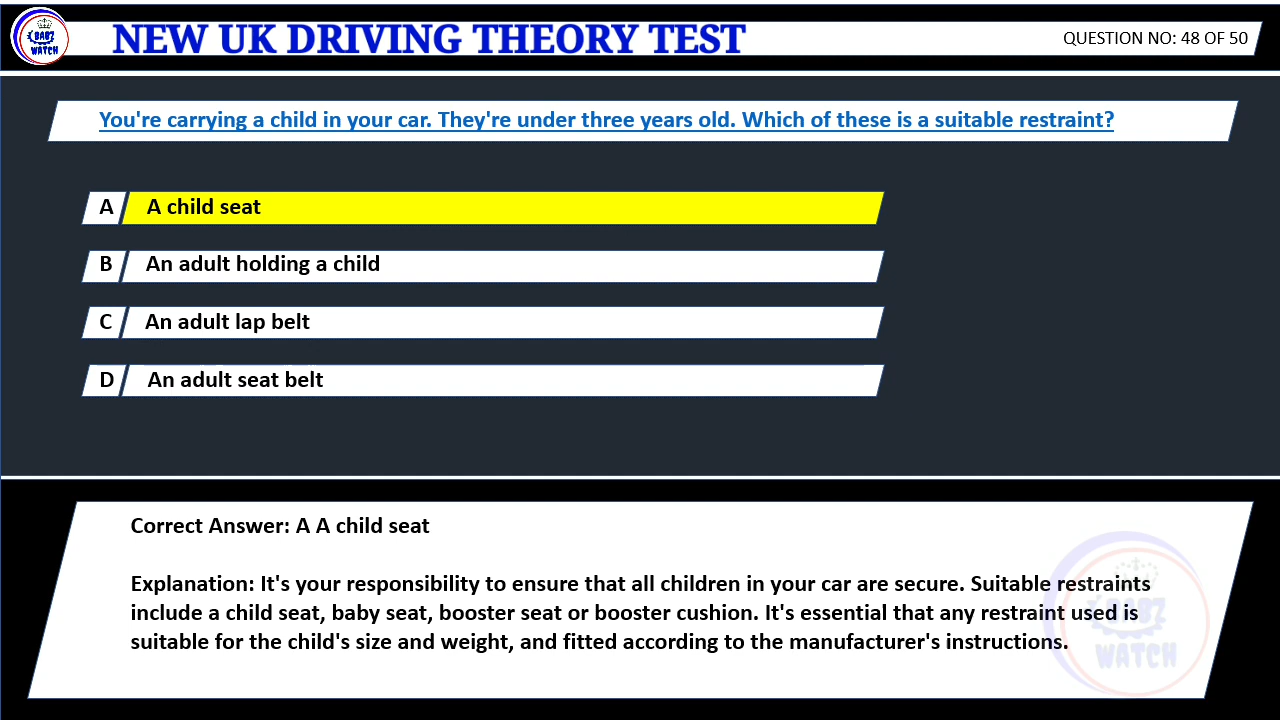 BABZ
WATCH
NEW UK DRIVING THEORY TEST
QUESTION NO: 48 OF 50
You're carrying a child in your car. They're under three years old. Which of these is a suitable restraint?
A A child seat
B An adult holding a child
C An adult lap belt
D An adult seat belt
Correct Answer: A A child seat
Explanation: It's your responsibility to ensure that all children in your car are secure. Suitable restraints
include a child seat, baby seat, booster seat or booster cushion. It's essential that any restraint used is
suitable for the child's size and weight, and fitted according to the manufacturer's instructions.
BABZ
WATCH